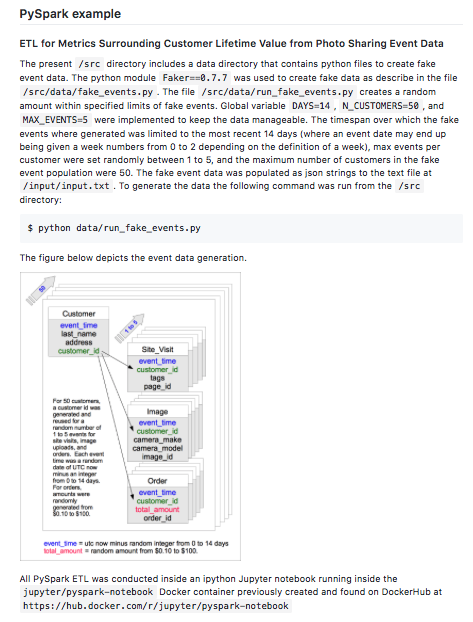 PySpark example
ETL for Metrics Surrounding Customer Lifetime Value from Photo Sharing Event Data
The present /src directory includes a data directory that contains python files to create fake
event data. The python module Faker==0.7.7 was used to create fake data as describe in the file
/src/data/fake_events.py . The file /src/data/run_fake_events.py creates a random
amount within specified limits of fake events. Global variable DAYS=14 , N_CUSTOMERS=50 , and
MAX_EVENTS=5 were implemented to keep the data manageable. The timespan over which the fake
events where generated was limited to the most recent 14 days (where an event date may end up
being given a week numbers from 0 to 2 depending on the definition of a week), max events per
customer were set randomly between 1 to 5, and the maximum number of customers in the fake
event population were 50. The fake event data was populated as json strings to the text file at
/input/input.txt . To generate the data the following command was run from the /src
directory:
$ python data/run_fake_events.py
The figure below depicts the event data generation.
50
Customer
event_time
last_name
address
customer_id
1 to 5
Site_Visit
event_time
customer_id
tags
page_id
Image
event_time
customer_id
camera_make
camera_model
image_id
Order
event_time
customer_id
total_amount
order_id
For 50 customers,
a customer id was
generated and
reused for a
random number of
1 to 5 events for
site visits, image
uploads, and
orders. Each event
time was a random
date of UTC now
minus an integer
from 0 to 14 days.
For orders,
amounts were
randomly
generated from
$0.10 to $100.
event_time = utc now minus random integer from 0 to 14 days
total_amount = random amount from $0.10 to $100.
All PySpark ETL was conducted inside an ipython Jupyter notebook running inside the
jupyter/pyspark-notebook Docker container previously created and found on DockerHub at
https://hub.docker.com/r/jupyter/pyspark-notebook